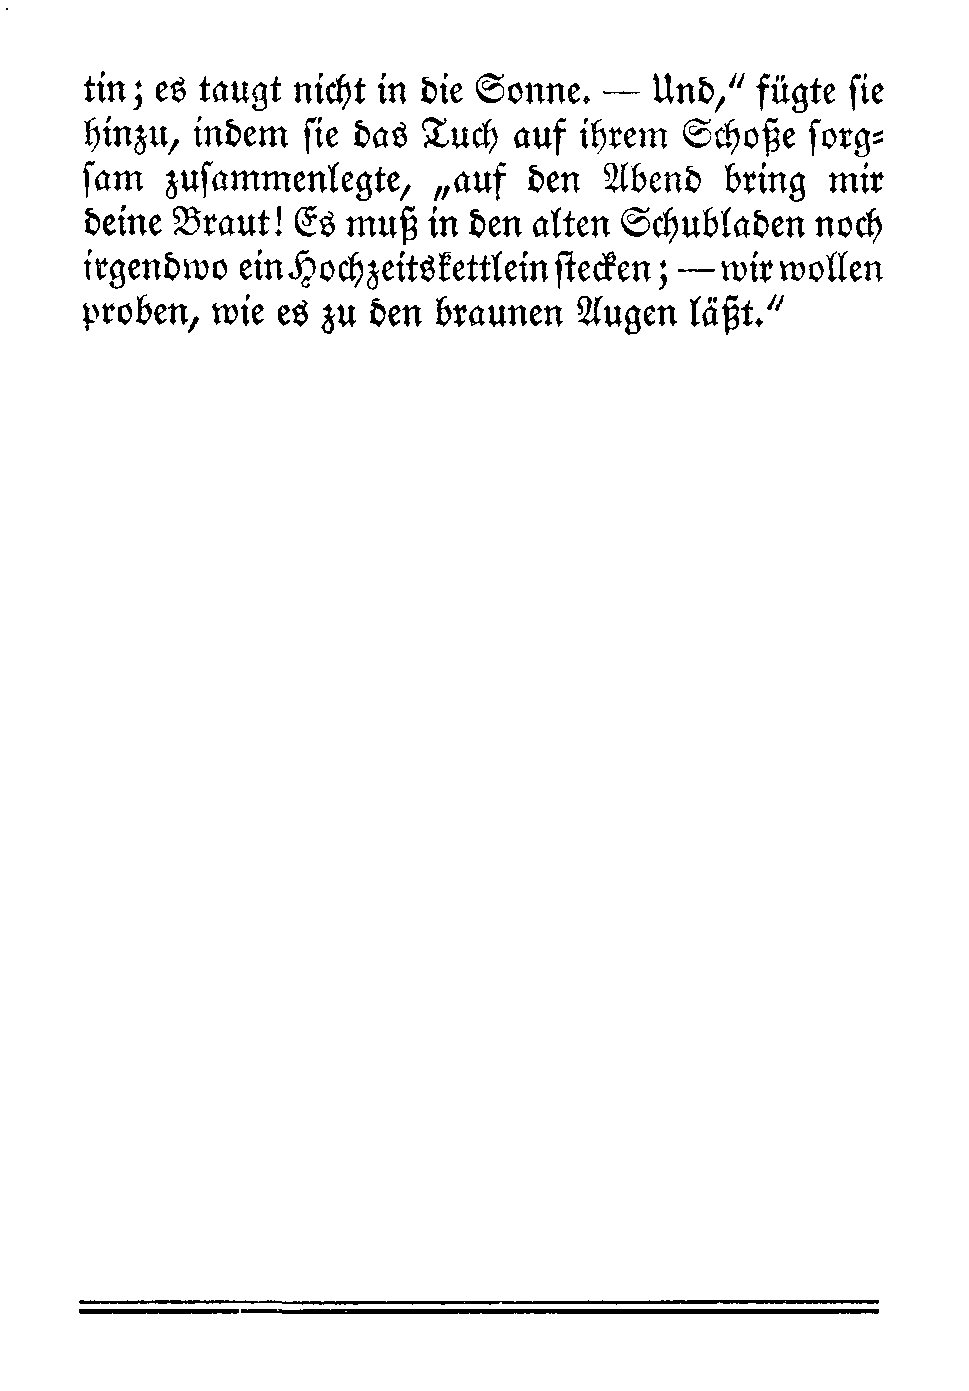 tin; es taugt nicht in die Sonne. — Und,“ fügte sie
hinzu, indem sie das Tuch auf ihrem Schoße sorg-
sam zusammenlegte, „auf den Abend bring mir
deine Braut! Es muß in den alten Schubladen noch
irgendwo ein Hochzeitskettlein stecken; — wir wollen
proben, wie es zu den braunen Augen läßt.“